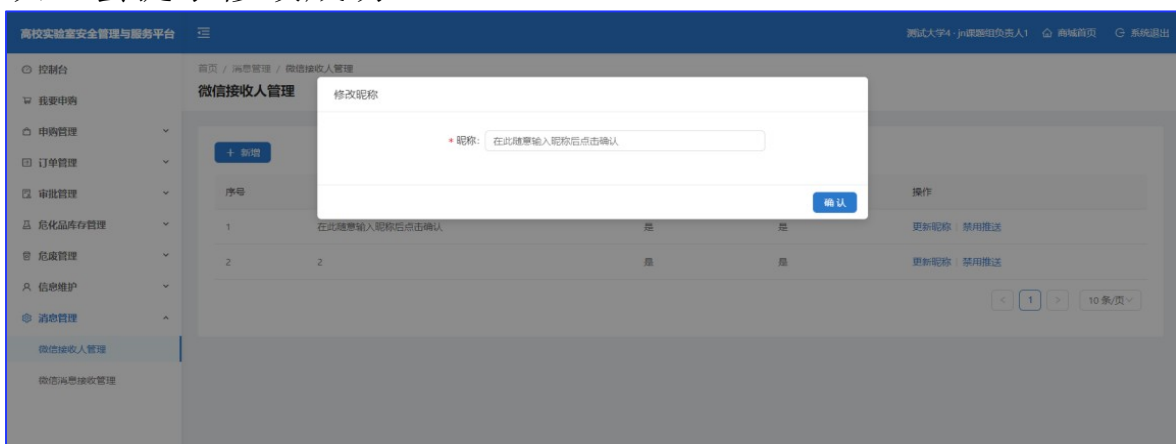 高校实验室安全管理与服务平台
测试大学4 - jn课题组负责人1 商城首页 系统退出
控制台
我要申购
申购管理
订单管理
审批管理
危化品库存管理
危废管理
信息维护
消息管理
微信接收人管理
微信消息接收管理
首页 / 消息管理 / 微信接收人管理
微信接收人管理
+ 新增
序号 操作
1 在此随意输入昵称后点击确认 是 是 更新昵称 禁用推送
2 2 是 是 更新昵称 禁用推送
< 1 > 10 条/页
修改昵称
* 昵称: 在此随意输入昵称后点击确认
确 认